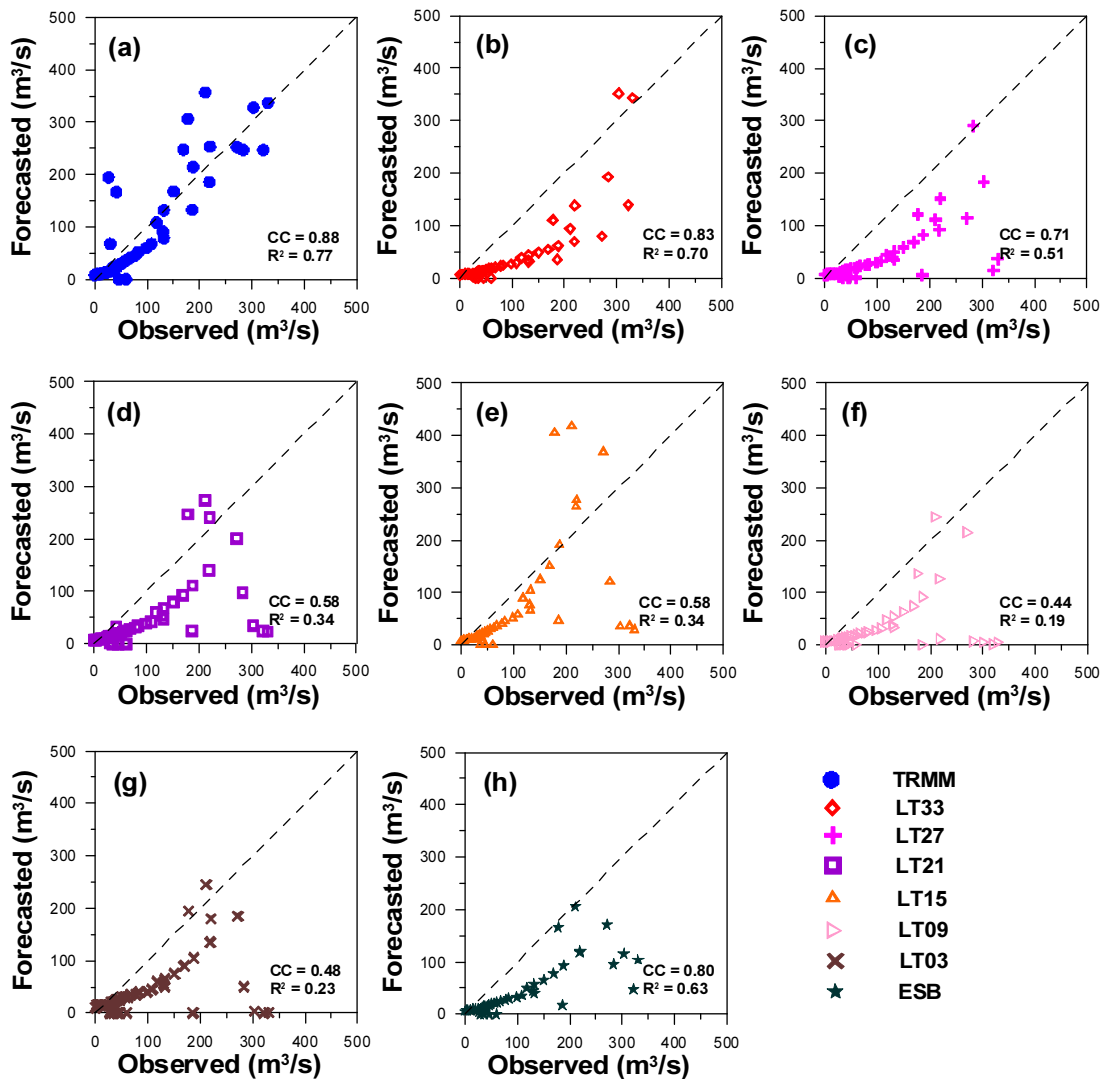 (a)
Forecasted (m³/s)
500
400
300
200
100
0
CC = 0.88
R² = 0.77
0 100 200 300 400 500
Observed (m³/s)
(b)
Forecasted (m³/s)
500
400
300
200
100
0
CC = 0.83
R² = 0.70
0 100 200 300 400 500
Observed (m³/s)
(c)
Forecasted (m³/s)
500
400
300
200
100
0
CC = 0.71
R² = 0.51
0 100 200 300 400 500
Observed (m³/s)
(d)
Forecasted (m³/s)
500
400
300
200
100
0
CC = 0.58
R² = 0.34
0 100 200 300 400 500
Observed (m³/s)
(e)
Forecasted (m³/s)
500
400
300
200
100
0
CC = 0.58
R² = 0.34
0 100 200 300 400 500
Observed (m³/s)
(f)
Forecasted (m³/s)
500
400
300
200
100
0
CC = 0.44
R² = 0.19
0 100 200 300 400 500
Observed (m³/s)
(g)
Forecasted (m³/s)
500
400
300
200
100
0
CC = 0.48
R² = 0.23
0 100 200 300 400 500
Observed (m³/s)
(h)
Forecasted (m³/s)
500
400
300
200
100
0
CC = 0.80
R² = 0.63
0 100 200 300 400 500
Observed (m³/s)
TRMM
LT33
LT27
LT21
LT15
LT09
LT03
ESB